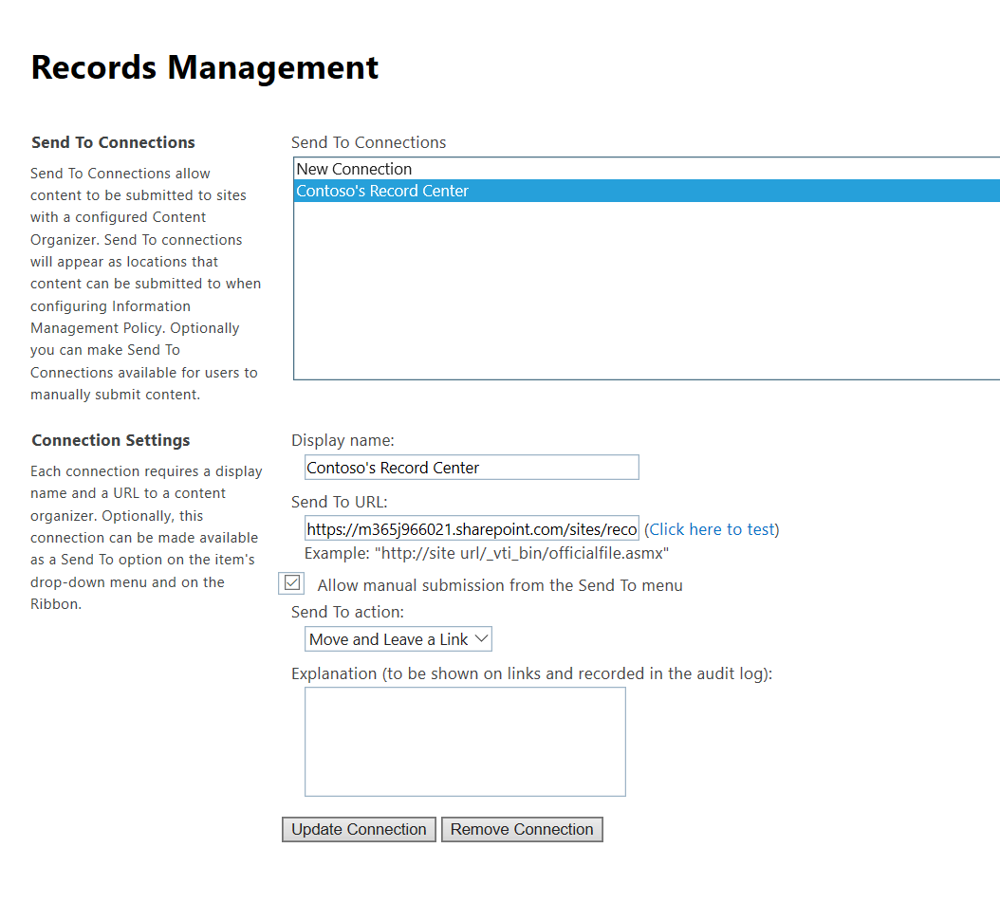 Records Management
Send To Connections
Send To Connections allow
content to be submitted to sites
with a configured Content
Organizer. Send To connections
will appear as locations that
content can be submitted to when
configuring Information
Management Policy. Optionally
you can make Send To
Connections available for users to
manually submit content.
Send To Connections
New Connection
Contoso's Record Center
Connection Settings
Each connection requires a display
name and a URL to a content
organizer. Optionally, this
connection can be made available
as a Send To option on the item's
drop-down menu and on the
Ribbon.
Display name:
Contoso's Record Center
Send To URL:
https://m365j966021.sharepoint.com/sites/reco (Click here to test)
Example: "http://site url/_vti_bin/officialfile.asmx"
Allow manual submission from the Send To menu
Send To action:
Move and Leave a Link
Explanation (to be shown on links and recorded in the audit log):
Update Connection Remove Connection